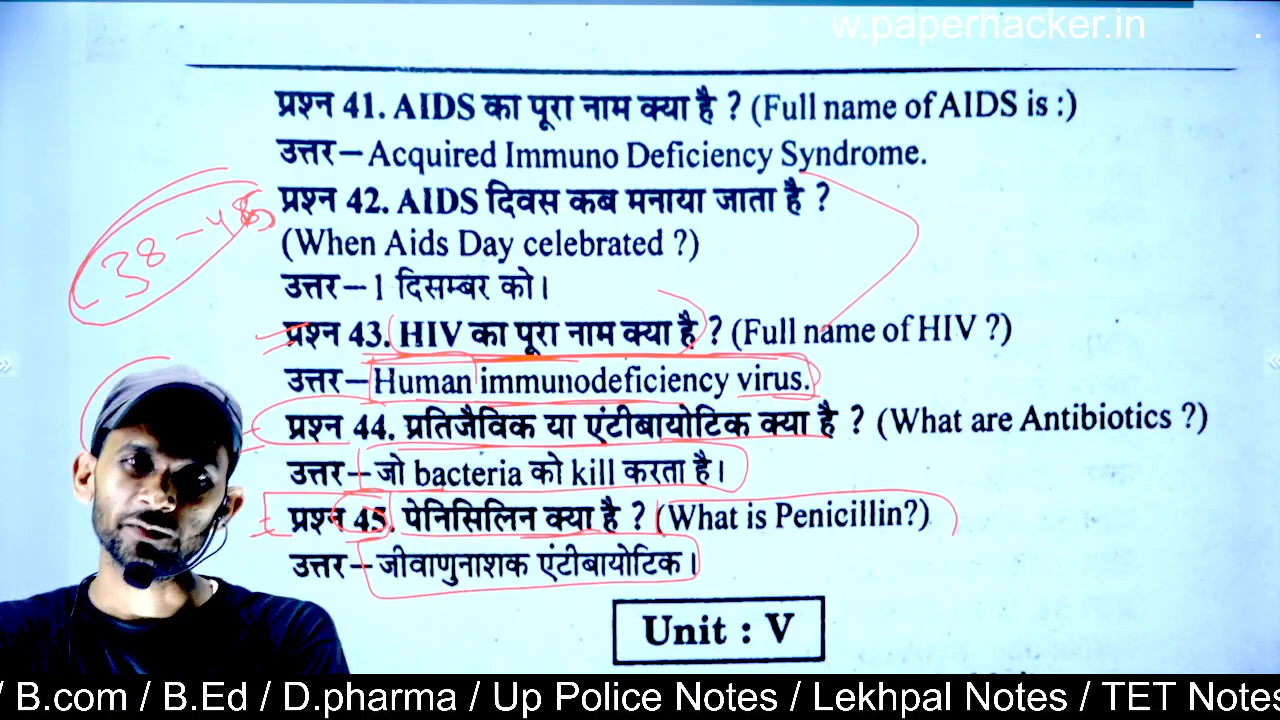 w.paperhacker.in .
प्रश्न 41. AIDS का पूरा नाम क्या है ? (Full name of AIDS is :)
उत्तर–Acquired Immuno Deficiency Syndrome.
प्रश्न 42. AIDS दिवस कब मनाया जाता है ?
(When Aids Day celebrated ?)
उत्तर–1 दिसम्बर को।
प्रश्न 43. HIV का पूरा नाम क्या है ? (Full name of HIV ?)
उत्तर–Human immunodeficiency virus.
प्रश्न 44. प्रतिजैविक या एंटीबायोटिक क्या है ? (What are Antibiotics ?)
उत्तर–जो bacteria को kill करता है।
प्रश्न 45. पेनिसिलिन क्या है ? (What is Penicillin?)
उत्तर–जीवाणुनाशक एंटीबायोटिक।
Unit : V
/ B.com / B.Ed / D.pharma / Up Police Notes / Lekhpal Notes / TET Notes